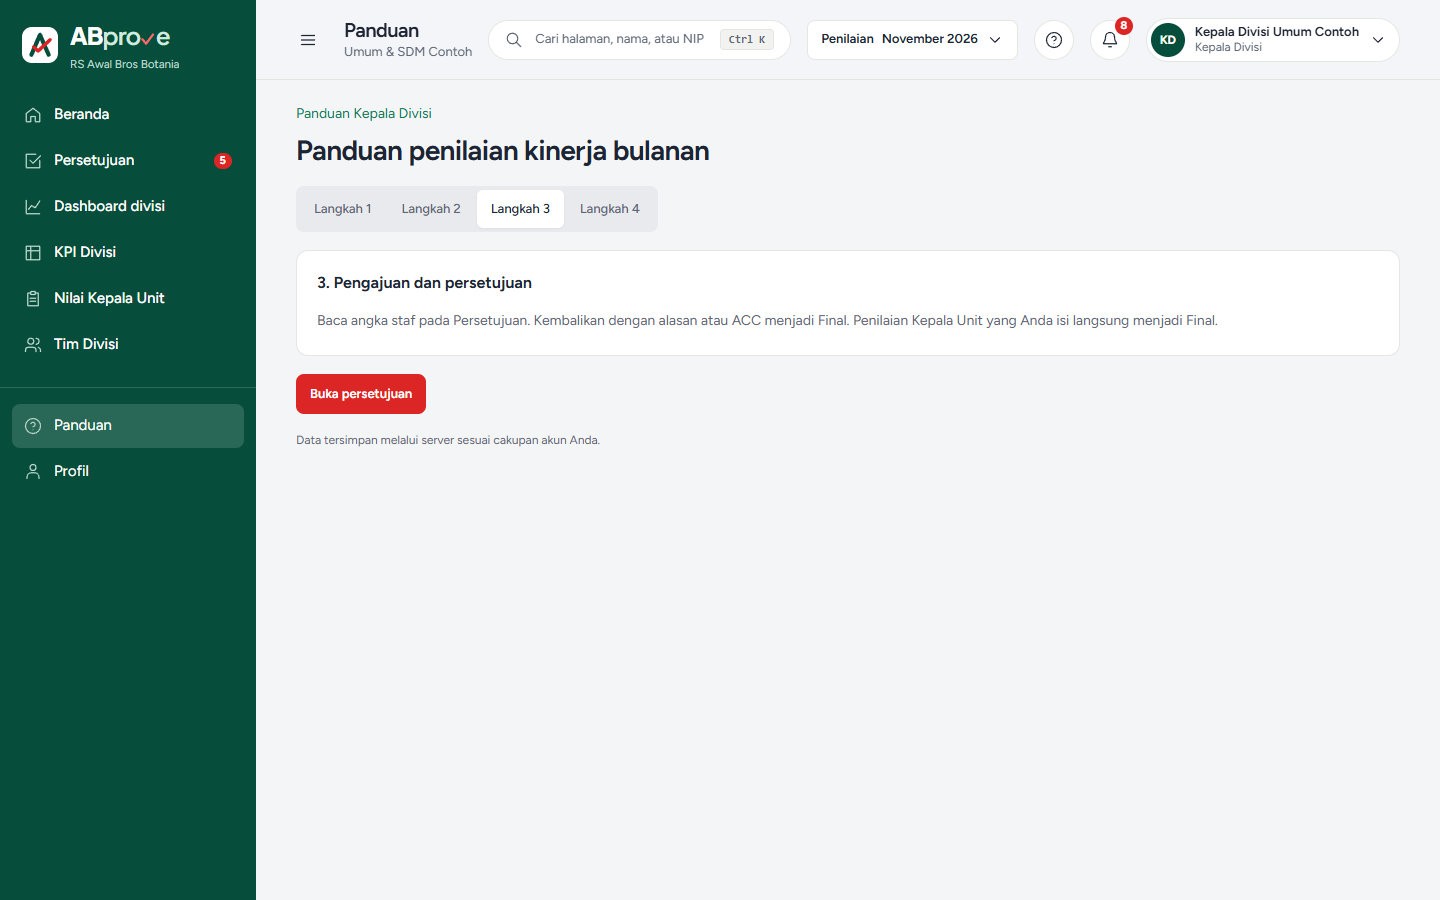 ABprove
RS Awal Bros Botania
Beranda
Persetujuan 5
Dashboard divisi
KPI Divisi
Nilai Kepala Unit
Tim Divisi
Panduan
Profil
Panduan
Umum & SDM Contoh
Cari halaman, nama, atau NIP Ctrl K
Penilaian November 2026
8
KD
Kepala Divisi Umum Contoh
Kepala Divisi
Panduan Kepala Divisi
Panduan penilaian kinerja bulanan
Langkah 1 Langkah 2 Langkah 3 Langkah 4
3. Pengajuan dan persetujuan
Baca angka staf pada Persetujuan. Kembalikan dengan alasan atau ACC menjadi Final. Penilaian Kepala Unit yang Anda isi langsung menjadi Final.
Buka persetujuan
Data tersimpan melalui server sesuai cakupan akun Anda.